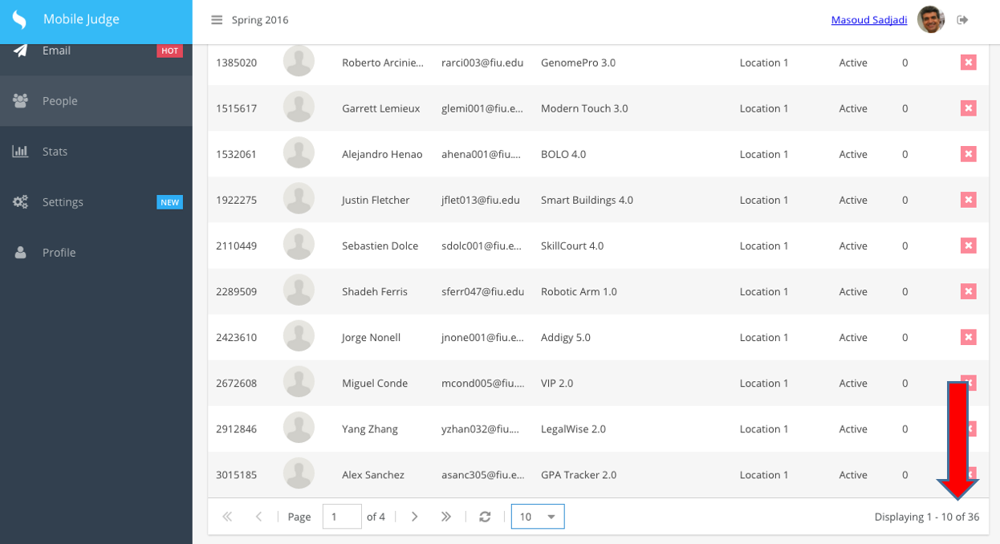 Mobile Judge
Spring 2016
Masoud Sadjadi
Email
HOT
People
Stats
Settings
NEW
Profile
1385020 Roberto Arcinie... rarci003@fiu.edu GenomePro 3.0 Location 1 Active 0
1515617 Garrett Lemieux glemi001@fiu.e... Modern Touch 3.0 Location 1 Active 0
1532061 Alejandro Henao ahena001@fiu.... BOLO 4.0 Location 1 Active 0
1922275 Justin Fletcher jflet013@fiu.edu Smart Buildings 4.0 Location 1 Active 0
2110449 Sebastien Dolce sdolc001@fiu.e... SkillCourt 4.0 Location 1 Active 0
2289509 Shadeh Ferris sferr047@fiu.edu Robotic Arm 1.0 Location 1 Active 0
2423610 Jorge Nonell jnone001@fiu.e... Addigy 5.0 Location 1 Active 0
2672608 Miguel Conde mcond005@fiu.... VIP 2.0 Location 1 Active 0
2912846 Yang Zhang yzhan032@fiu.... LegalWise 2.0 Location 1 Active 0
3015185 Alex Sanchez asanc305@fiu.e... GPA Tracker 2.0 Location 1 Active 0
Page 1 of 4 10 Displaying 1 - 10 of 36